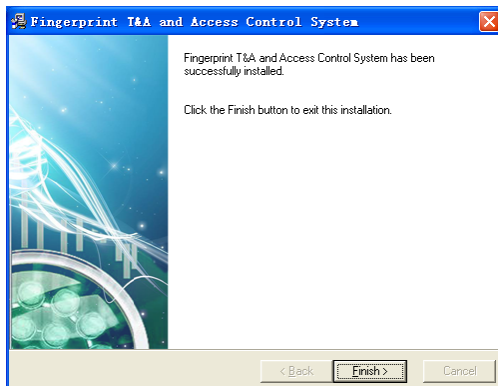 Fingerprint T&A and Access Control System
Fingerprint T&A and Access Control System has been
successfully installed.
Click the Finish button to exit this installation.
< Back
Finish >
Cancel